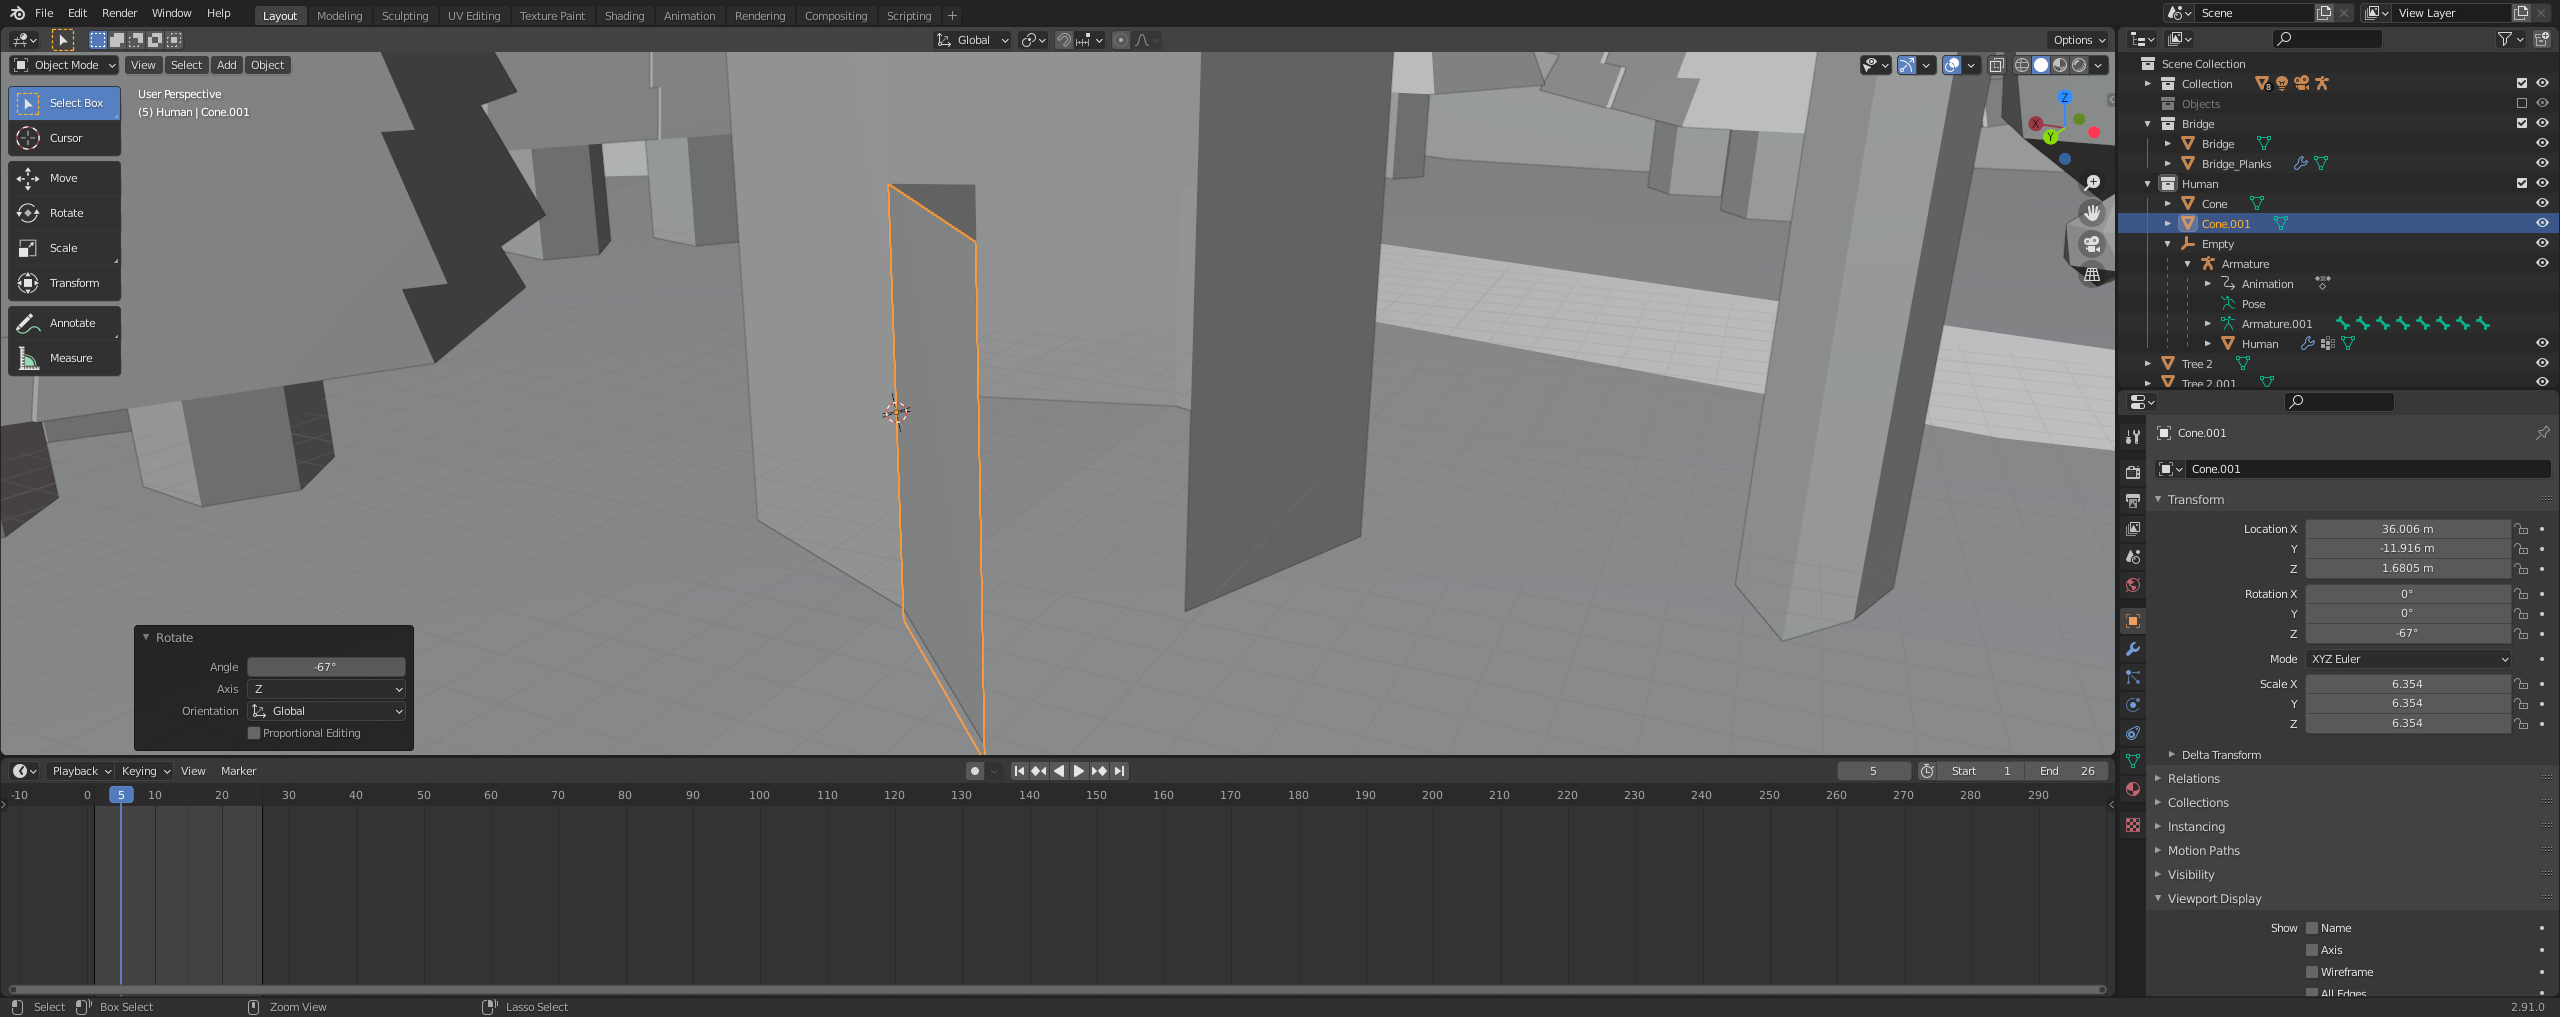 File Edit Render Window Help Layout Modeling Sculpting UV Editing Texture Paint Shading Animation Rendering Compositing Scripting + Scene View Layer
Global Options
Object Mode View Select Add Object
User Perspective
(5) Human | Cone.001
Select Box
Cursor
Move
Rotate
Scale
Transform
Annotate
Measure
Z
X
Y
Rotate
Angle -67°
Axis Z
Orientation Global
Proportional Editing
Scene Collection
Collection 8
Objects
Bridge
Bridge
Bridge_Planks
Human
Cone
Cone.001
Empty
Armature
Animation
Pose
Armature.001
Human
Tree 2
Tree 2.001
Cone.001
Cone.001
Transform
Location X 36.006 m
Y -11.916 m
Z 1.6805 m
Rotation X 0°
Y 0°
Z -67°
Mode XYZ Euler
Scale X 6.354
Y 6.354
Z 6.354
Delta Transform
Relations
Collections
Instancing
Motion Paths
Visibility
Viewport Display
Show Name
Axis
Wireframe
All Edges
Playback Keying View Marker 5 Start 1 End 26
-10 0 5 10 20 30 40 50 60 70 80 90 100 110 120 130 140 150 160 170 180 190 200 210 220 230 240 250 260 270 280 290
Select Box Select Zoom View Lasso Select 2.91.0